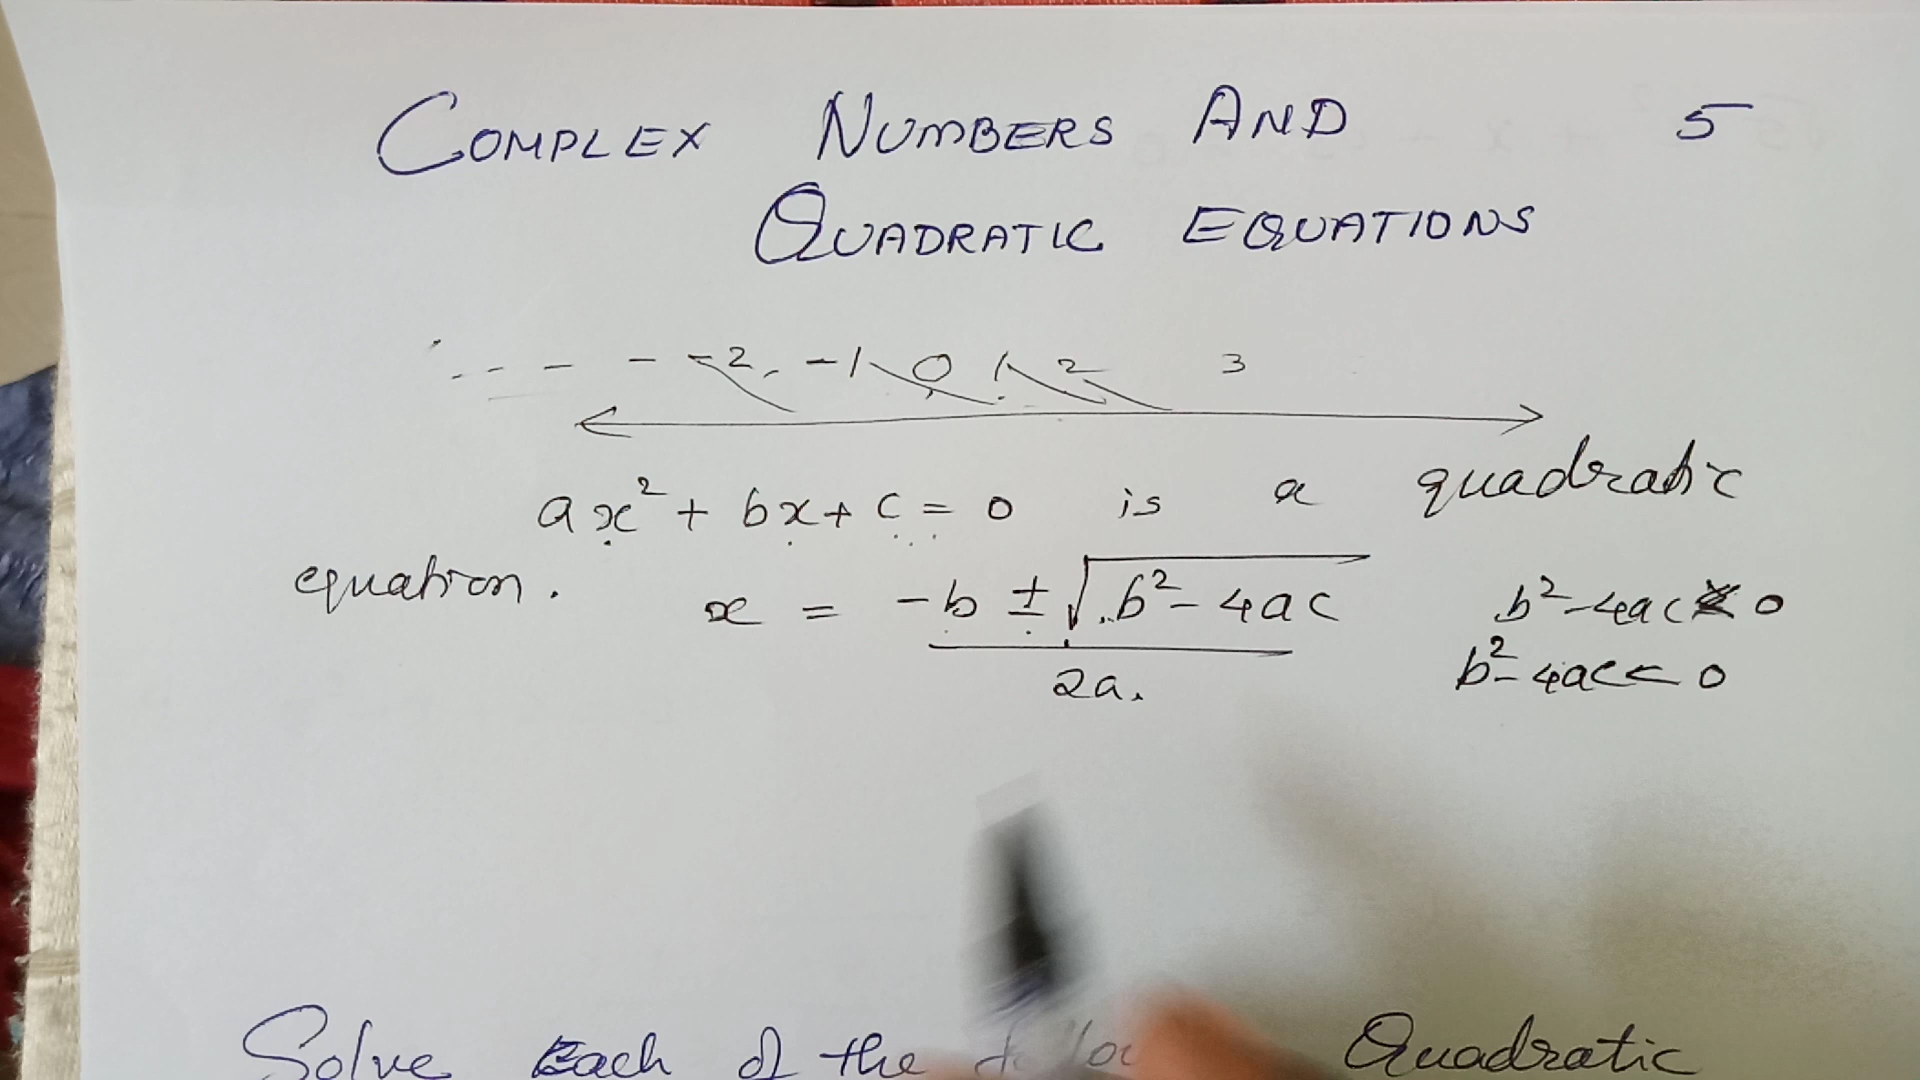 COMPLEX NUMBERS AND 5
QUADRATIC EQUATIONS
--- - -2, -1 0 1 2 3
ax² + bx + c = 0 is a quadratic
equation. x = -b ± √b² - 4ac b² - 4ac 0
2a. b² - 4ac < 0
Solve Each of the Quadratic